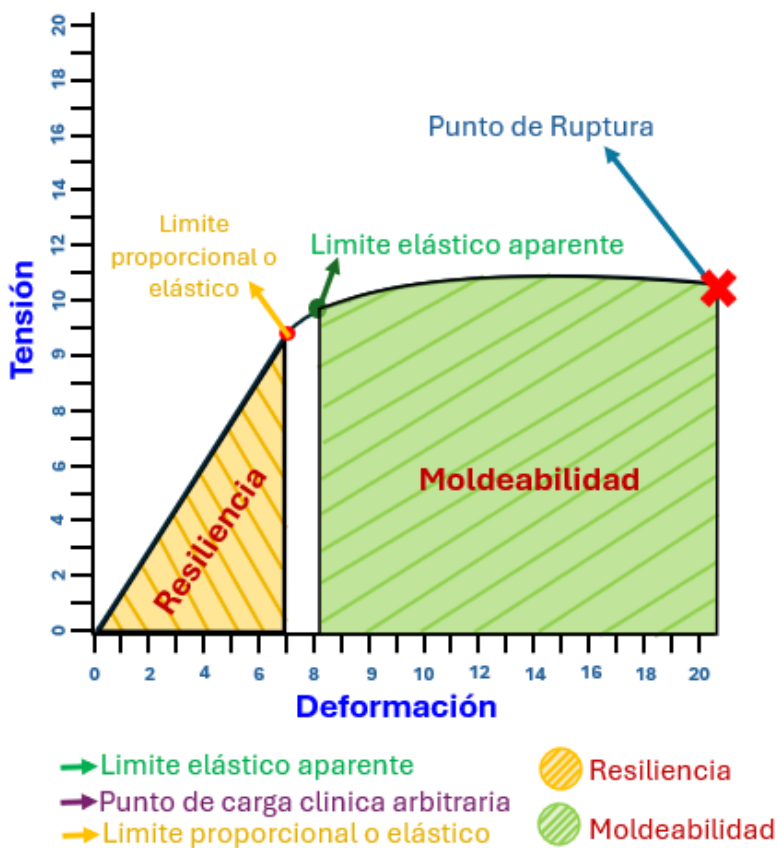 20
18
16
14
12
10
9
8
6
4
2
0
Tensión
Punto de Ruptura
Limite
proporcional o
elástico
Limite elástico aparente
Resiliencia
Moldeabilidad
0 2 4 6 8 9 10 12 14 16 18 20
Deformación
Limite elástico aparente
Punto de carga clinica arbitraria
Limite proporcional o elástico
Resiliencia
Moldeabilidad